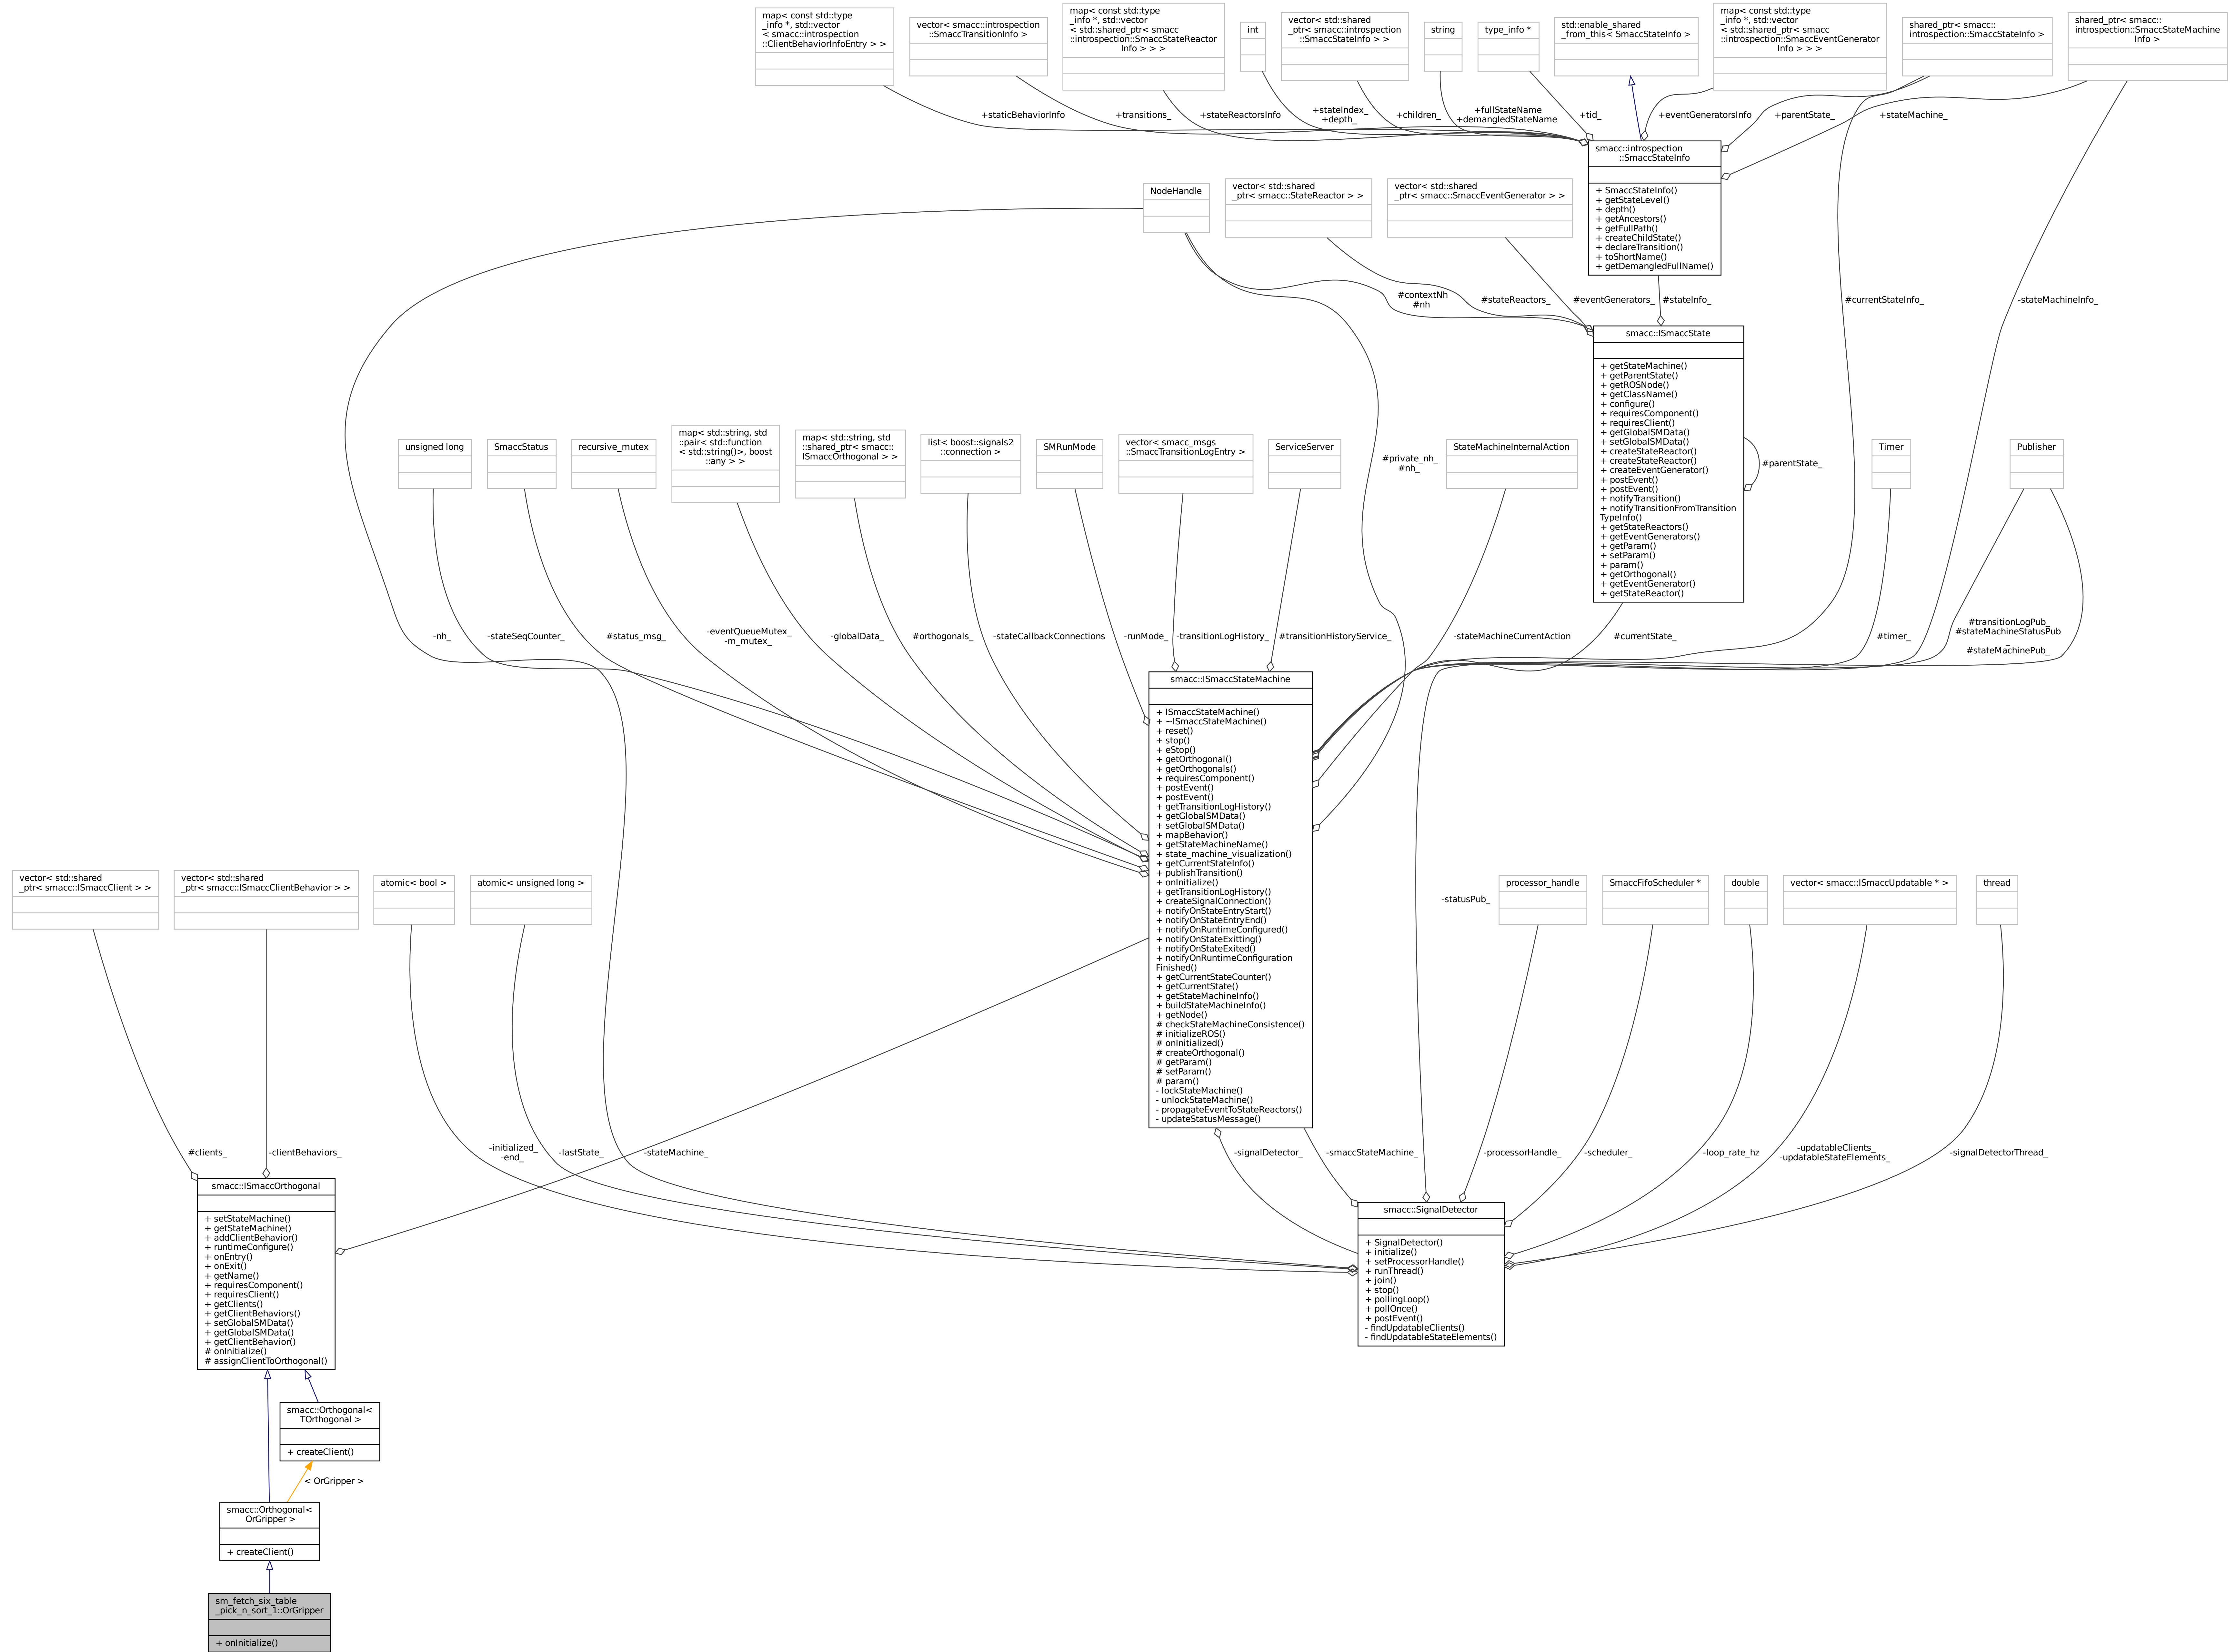 map< const std::type
_info *, std::vector
< smacc::introspection
::ClientBehaviorInfoEntry > >
vector< smacc::introspection
::SmaccTransitionInfo >
map< const std::type
_info *, std::vector
< std::shared_ptr< smacc
::introspection::SmaccStateReactor
Info > > >
int
vector< std::shared
_ptr< smacc::introspection
::SmaccStateInfo > >
string
type_info *
std::enable_shared
_from_this< SmaccStateInfo >
map< const std::type
_info *, std::vector
< std::shared_ptr< smacc
::introspection::SmaccEventGenerator
Info > > >
shared_ptr< smacc::
introspection::SmaccStateInfo >
shared_ptr< smacc::
introspection::SmaccStateMachine
Info >
+staticBehaviorInfo
+transitions_
+stateReactorsInfo
+stateIndex_
+depth_
+children_
+fullStateName
+demangledStateName
+tid_
+eventGeneratorsInfo
+parentState_
+stateMachine_
smacc::introspection
::SmaccStateInfo
+ SmaccStateInfo()
+ getStateLevel()
+ depth()
+ getAncestors()
+ getFullPath()
+ createChildState()
+ declareTransition()
+ toShortName()
+ getDemangledFullName()
NodeHandle
vector< std::shared
_ptr< smacc::StateReactor > >
vector< std::shared
_ptr< smacc::SmaccEventGenerator > >
#contextNh
#nh
#stateReactors_
#eventGenerators_
#stateInfo_
#currentStateInfo_
-stateMachineInfo_
smacc::ISmaccState
+ getStateMachine()
+ getParentState()
+ getROSNode()
+ getClassName()
+ configure()
+ requiresComponent()
+ requiresClient()
+ getGlobalSMData()
+ setGlobalSMData()
+ createStateReactor()
+ createStateReactor()
+ createEventGenerator()
+ postEvent()
+ postEvent()
+ notifyTransition()
+ notifyTransitionFromTransition
TypeInfo()
+ getStateReactors()
+ getEventGenerators()
+ getParam()
+ setParam()
+ param()
+ getOrthogonal()
+ getEventGenerator()
+ getStateReactor()
#parentState_
unsigned long
SmaccStatus
recursive_mutex
map< std::string, std
::pair< std::function
< std::string()>, boost
::any > >
map< std::string, std
::shared_ptr< smacc::
ISmaccOrthogonal > >
list< boost::signals2
::connection >
SMRunMode
vector< smacc_msgs
::SmaccTransitionLogEntry >
ServiceServer
#private_nh_
#nh_
StateMachineInternalAction
Timer
Publisher
-nh_
-stateSeqCounter_
#status_msg_
-eventQueueMutex_
-m_mutex_
-globalData_
#orthogonals_
-stateCallbackConnections
-runMode_
-transitionLogHistory_
#transitionHistoryService_
-stateMachineCurrentAction
#currentState_
#timer_
#transitionLogPub_
#stateMachineStatusPub
_
#stateMachinePub_
smacc::ISmaccStateMachine
+ ISmaccStateMachine()
+ ~ISmaccStateMachine()
+ reset()
+ stop()
+ eStop()
+ getOrthogonal()
+ getOrthogonals()
+ requiresComponent()
+ postEvent()
+ postEvent()
+ getTransitionLogHistory()
+ getGlobalSMData()
+ setGlobalSMData()
+ mapBehavior()
+ getStateMachineName()
+ state_machine_visualization()
+ getCurrentStateInfo()
+ publishTransition()
+ onInitialize()
+ getTransitionLogHistory()
+ createSignalConnection()
+ notifyOnStateEntryStart()
+ notifyOnStateEntryEnd()
+ notifyOnRuntimeConfigured()
+ notifyOnStateExitting()
+ notifyOnStateExited()
+ notifyOnRuntimeConfiguration
Finished()
+ getCurrentStateCounter()
+ getCurrentState()
+ getStateMachineInfo()
+ buildStateMachineInfo()
+ getNode()
# checkStateMachineConsistence()
# initializeROS()
# onInitialized()
# createOrthogonal()
# getParam()
# setParam()
# param()
- lockStateMachine()
- unlockStateMachine()
- propagateEventToStateReactors()
- updateStatusMessage()
vector< std::shared
_ptr< smacc::ISmaccClient > >
vector< std::shared
_ptr< smacc::ISmaccClientBehavior > >
atomic< bool >
atomic< unsigned long >
-statusPub_
processor_handle
SmaccFifoScheduler *
double
vector< smacc::ISmaccUpdatable * >
thread
#clients_
-clientBehaviors_
-initialized_
-end_
-lastState_
-stateMachine_
-signalDetector_
-smaccStateMachine_
-processorHandle_
-scheduler_
-loop_rate_hz
-updatableClients_
-updatableStateElements_
-signalDetectorThread_
smacc::ISmaccOrthogonal
+ setStateMachine()
+ getStateMachine()
+ addClientBehavior()
+ runtimeConfigure()
+ onEntry()
+ onExit()
+ getName()
+ requiresComponent()
+ requiresClient()
+ getClients()
+ getClientBehaviors()
+ setGlobalSMData()
+ getGlobalSMData()
+ getClientBehavior()
# onInitialize()
# assignClientToOrthogonal()
smacc::SignalDetector
+ SignalDetector()
+ initialize()
+ setProcessorHandle()
+ runThread()
+ join()
+ stop()
+ pollingLoop()
+ pollOnce()
+ postEvent()
- findUpdatableClients()
- findUpdatableStateElements()
smacc::Orthogonal<
TOrthogonal >
+ createClient()
< OrGripper >
smacc::Orthogonal<
OrGripper >
+ createClient()
sm_fetch_six_table
_pick_n_sort_1::OrGripper
+ onInitialize()